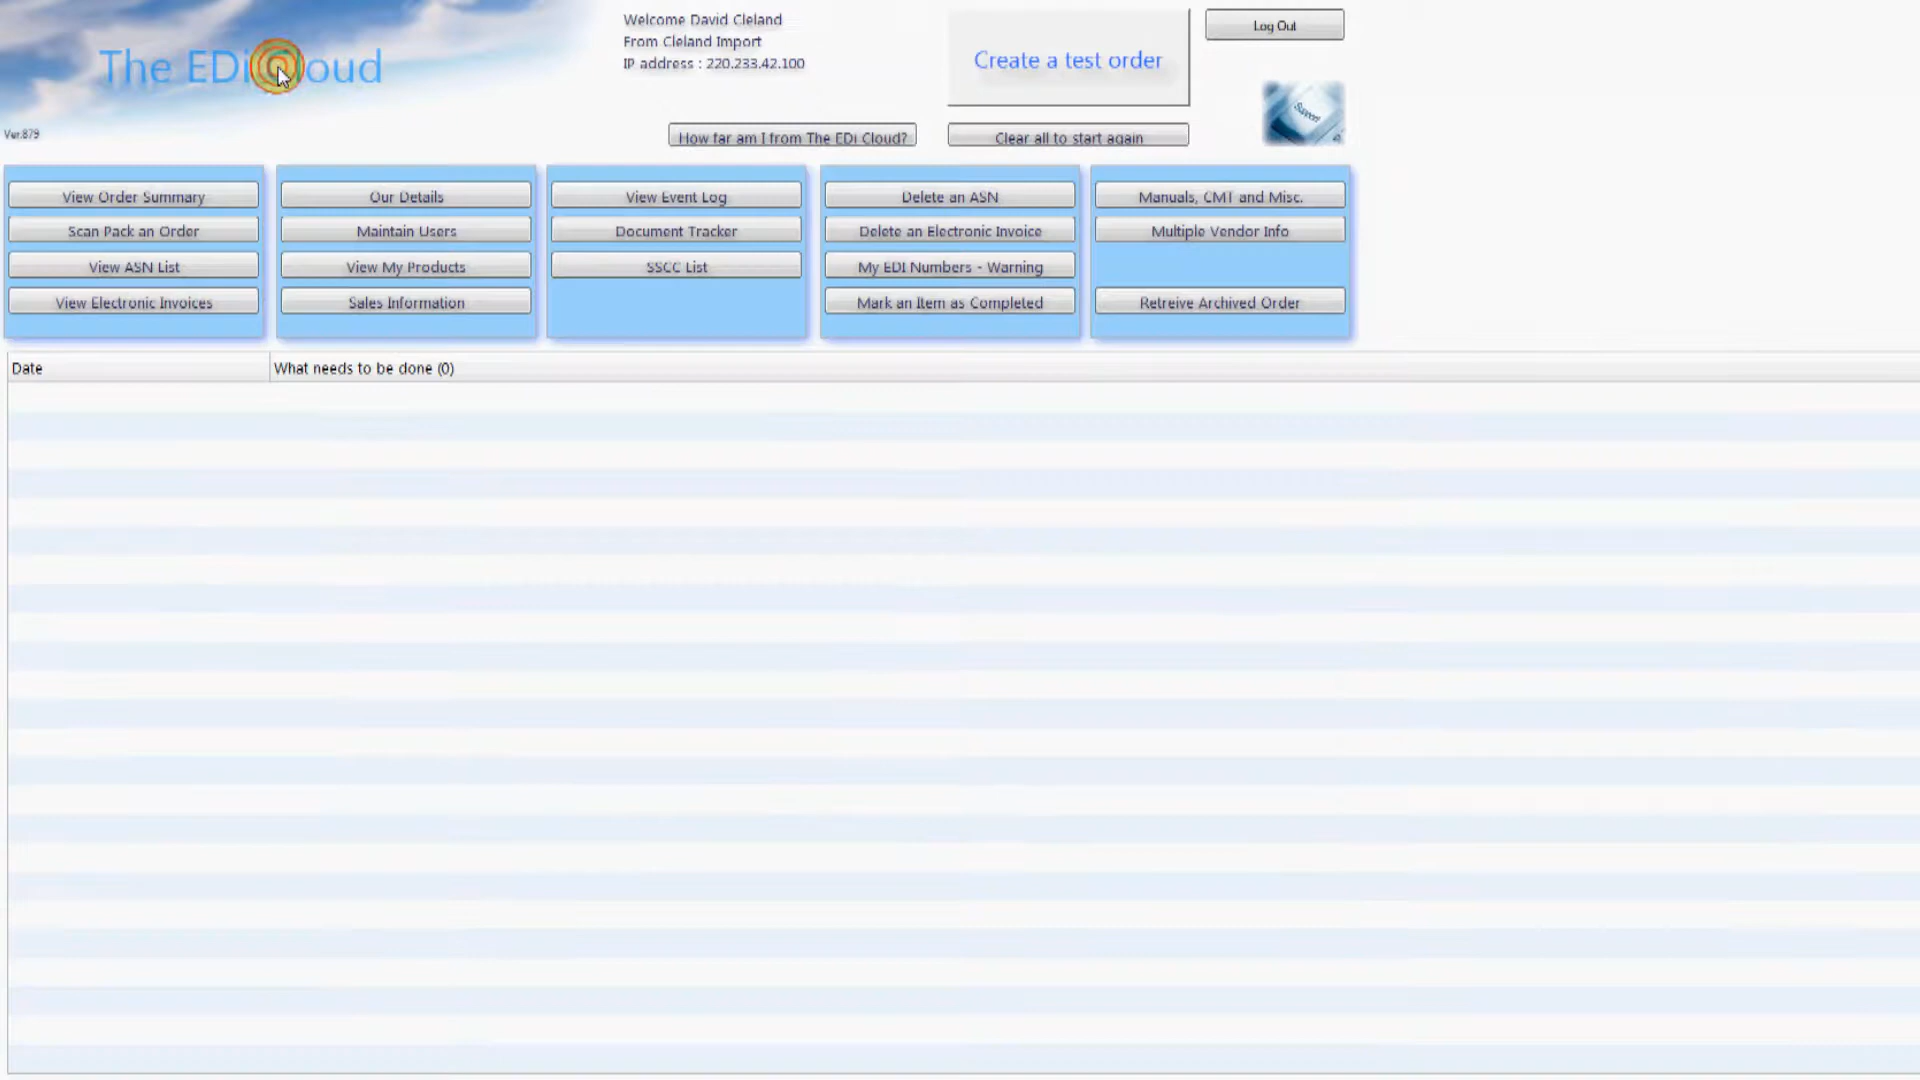 The EDi Cloud
Welcome David Cleland
From Cleland Import
IP address : 220.233.42.100
Create a test order
Log Out
Support
Ver.879
How far am I from The EDi Cloud?
Clear all to start again
View Order Summary
Our Details
View Event Log
Delete an ASN
Manuals, CMT and Misc.
Scan Pack an Order
Maintain Users
Document Tracker
Delete an Electronic Invoice
Multiple Vendor Info
View ASN List
View My Products
SSCC List
My EDI Numbers - Warning
View Electronic Invoices
Sales Information
Mark an Item as Completed
Retreive Archived Order
Date
What needs to be done (0)